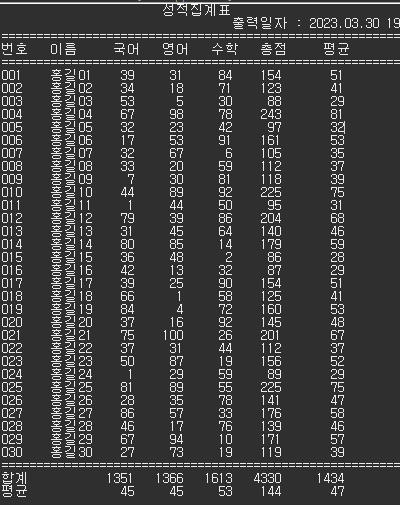 성적집계표
출력일자 : 2023.03.30 19
================================================
번호 이름 국어 영어 수학 총점 평균
================================================
001 홍길01 39 31 84 154 51
002 홍길02 34 18 71 123 41
003 홍길03 53 5 30 88 29
004 홍길04 67 98 78 243 81
005 홍길05 32 23 42 97 32
006 홍길06 17 53 91 161 53
007 홍길07 32 67 6 105 35
008 홍길08 33 20 59 112 37
009 홍길09 7 30 81 118 39
010 홍길10 44 89 92 225 75
011 홍길11 1 44 50 95 31
012 홍길12 79 39 86 204 68
013 홍길13 31 45 64 140 46
014 홍길14 80 85 14 179 59
015 홍길15 36 48 2 86 28
016 홍길16 42 13 32 87 29
017 홍길17 39 25 90 154 51
018 홍길18 66 1 58 125 41
019 홍길19 84 4 72 160 53
020 홍길20 37 16 92 145 48
021 홍길21 75 100 26 201 67
022 홍길22 37 31 44 112 37
023 홍길23 50 87 19 156 52
024 홍길24 1 29 59 89 29
025 홍길25 81 89 55 225 75
026 홍길26 28 35 78 141 47
027 홍길27 86 57 33 176 58
028 홍길28 46 17 76 139 46
029 홍길29 67 94 10 171 57
030 홍길30 27 73 19 119 39
================================================
합계 1351 1366 1613 4330 1434
평균 45 45 53 144 47